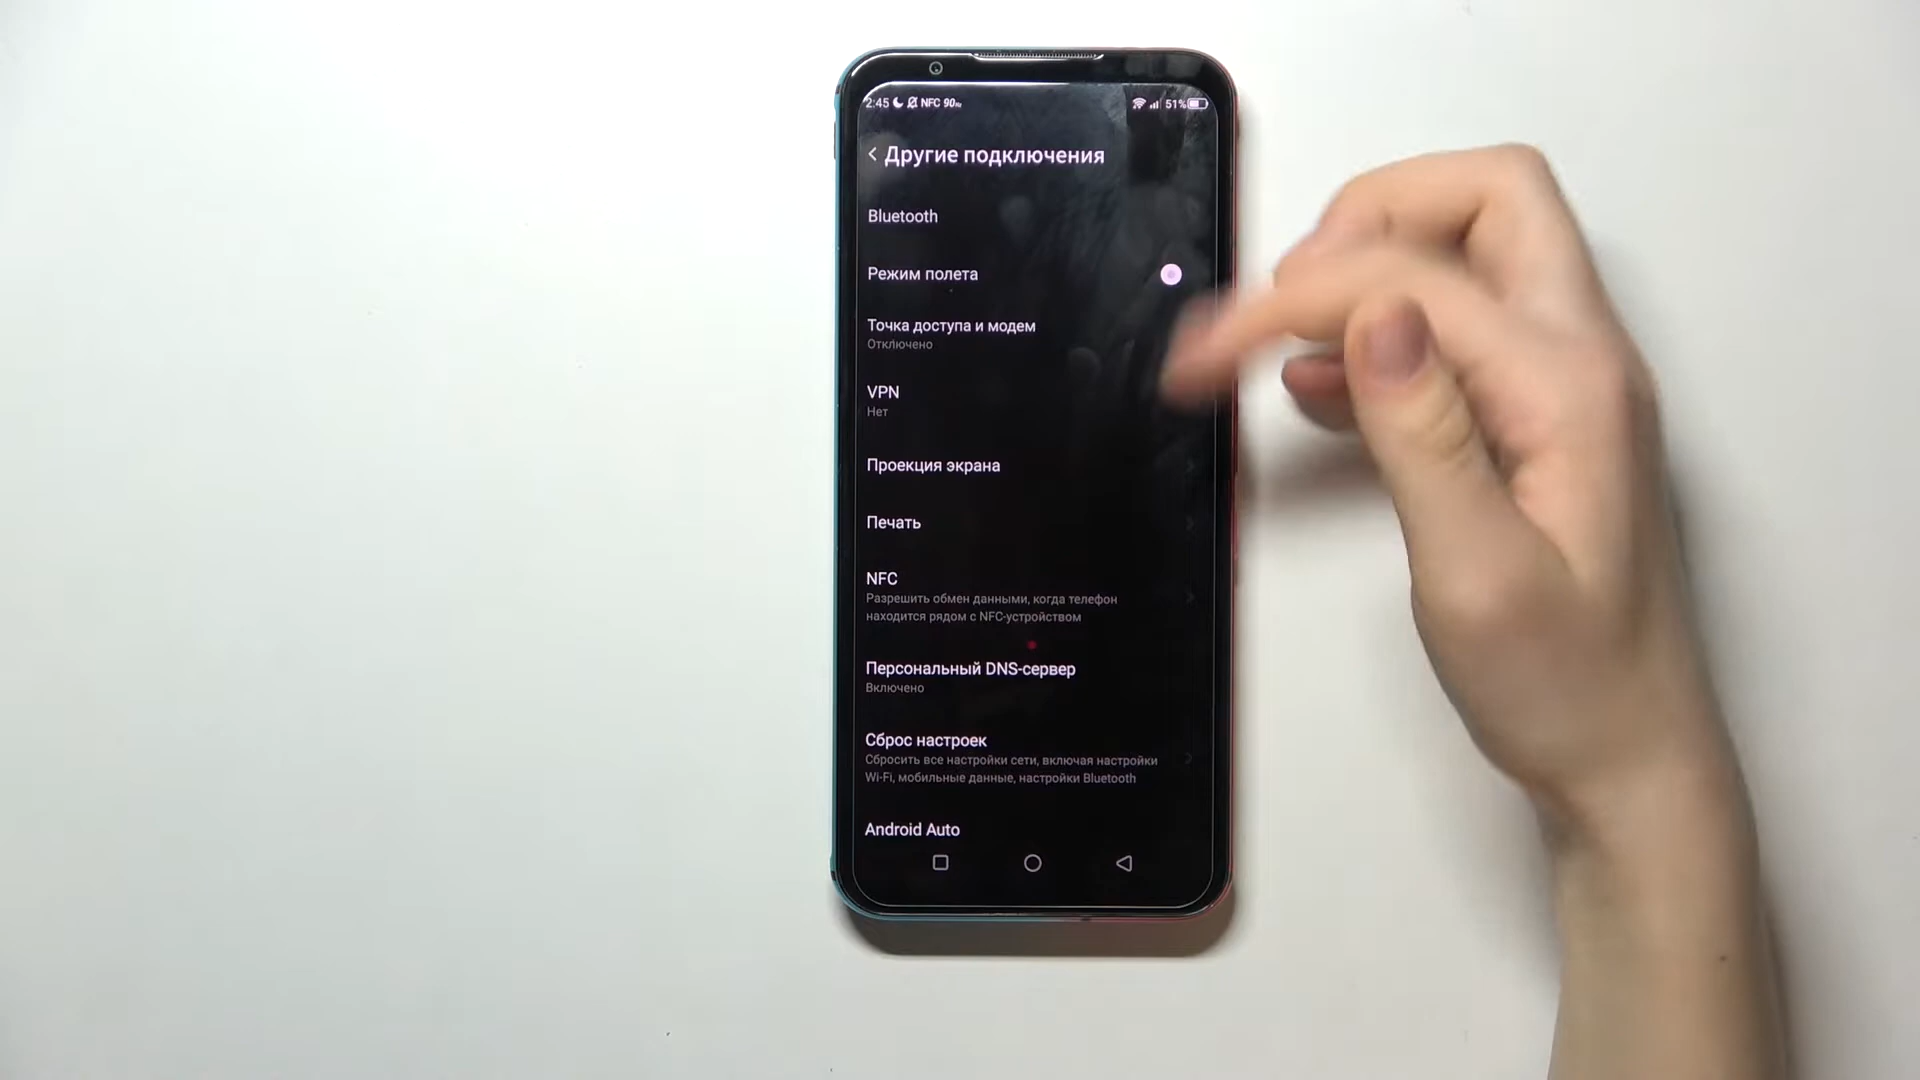 2:45 NFC 90Hz 51%
Другие подключения
Bluetooth
Режим полета
Точка доступа и модем
Отключено
VPN
Нет
Проекция экрана
Печать
NFC
Разрешить обмен данными, когда телефон
находится рядом с NFC-устройством
Персональный DNS-сервер
Включено
Сброс настроек
Сбросить все настройки сети, включая настройки
Wi-Fi, мобильные данные, настройки Bluetooth
Android Auto